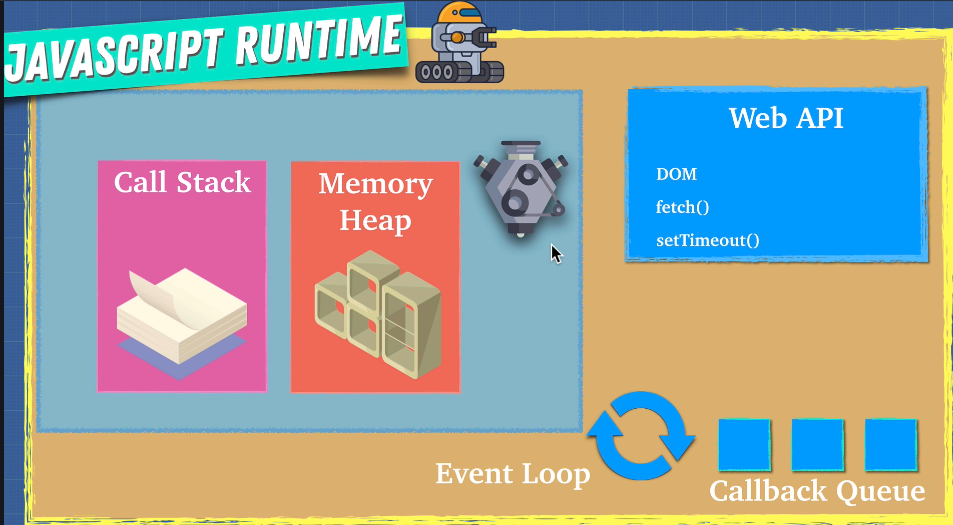 JAVASCRIPT RUNTIME
Call Stack
Memory
Heap
Web API
DOM
fetch()
setTimeout()
Event Loop
Callback Queue